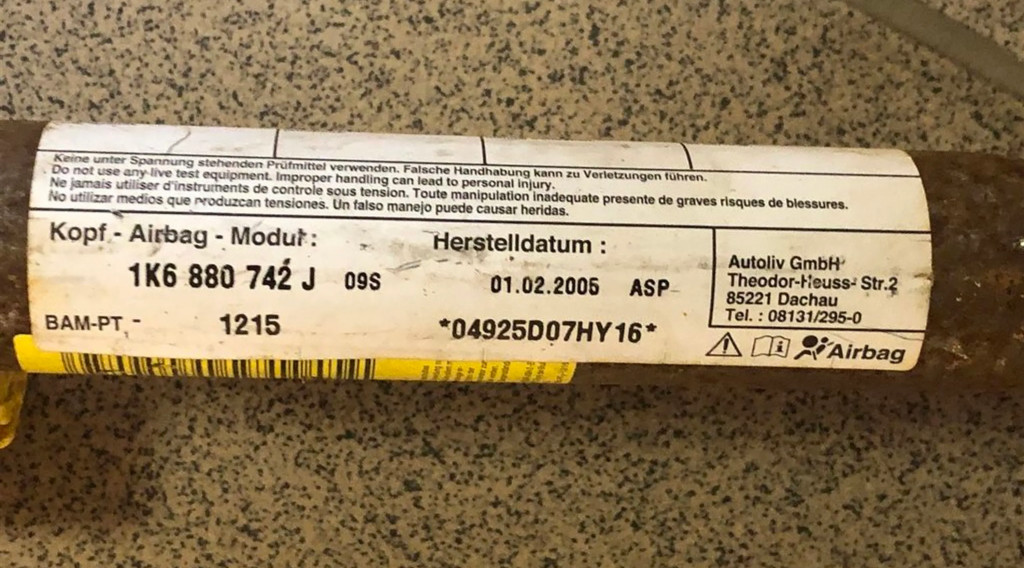 Keine unter Spannung stehenden Prüfmittel verwenden. Falsche Handhabung kann zu Verletzungen führen.
Do not use any live test equipment. Improper handling can lead to personal injury.
Ne jamais utiliser d'instruments de controle sous tension. Toute manipulation inadequate presente de graves risques de blessures.
No utilizar medios que produzcan tensiones. Un falso manejo puede causar heridas.
Kopf - Airbag - Modul :
Herstelldatum :
1K6 880 742 J 09S
01.02.2005 ASP
BAM-PT - 1215
*04925D07HY16*
Autoliv GmbH
Theodor-Heuss- Str.2
85221 Dachau
Tel. : 08131/295-0
Airbag